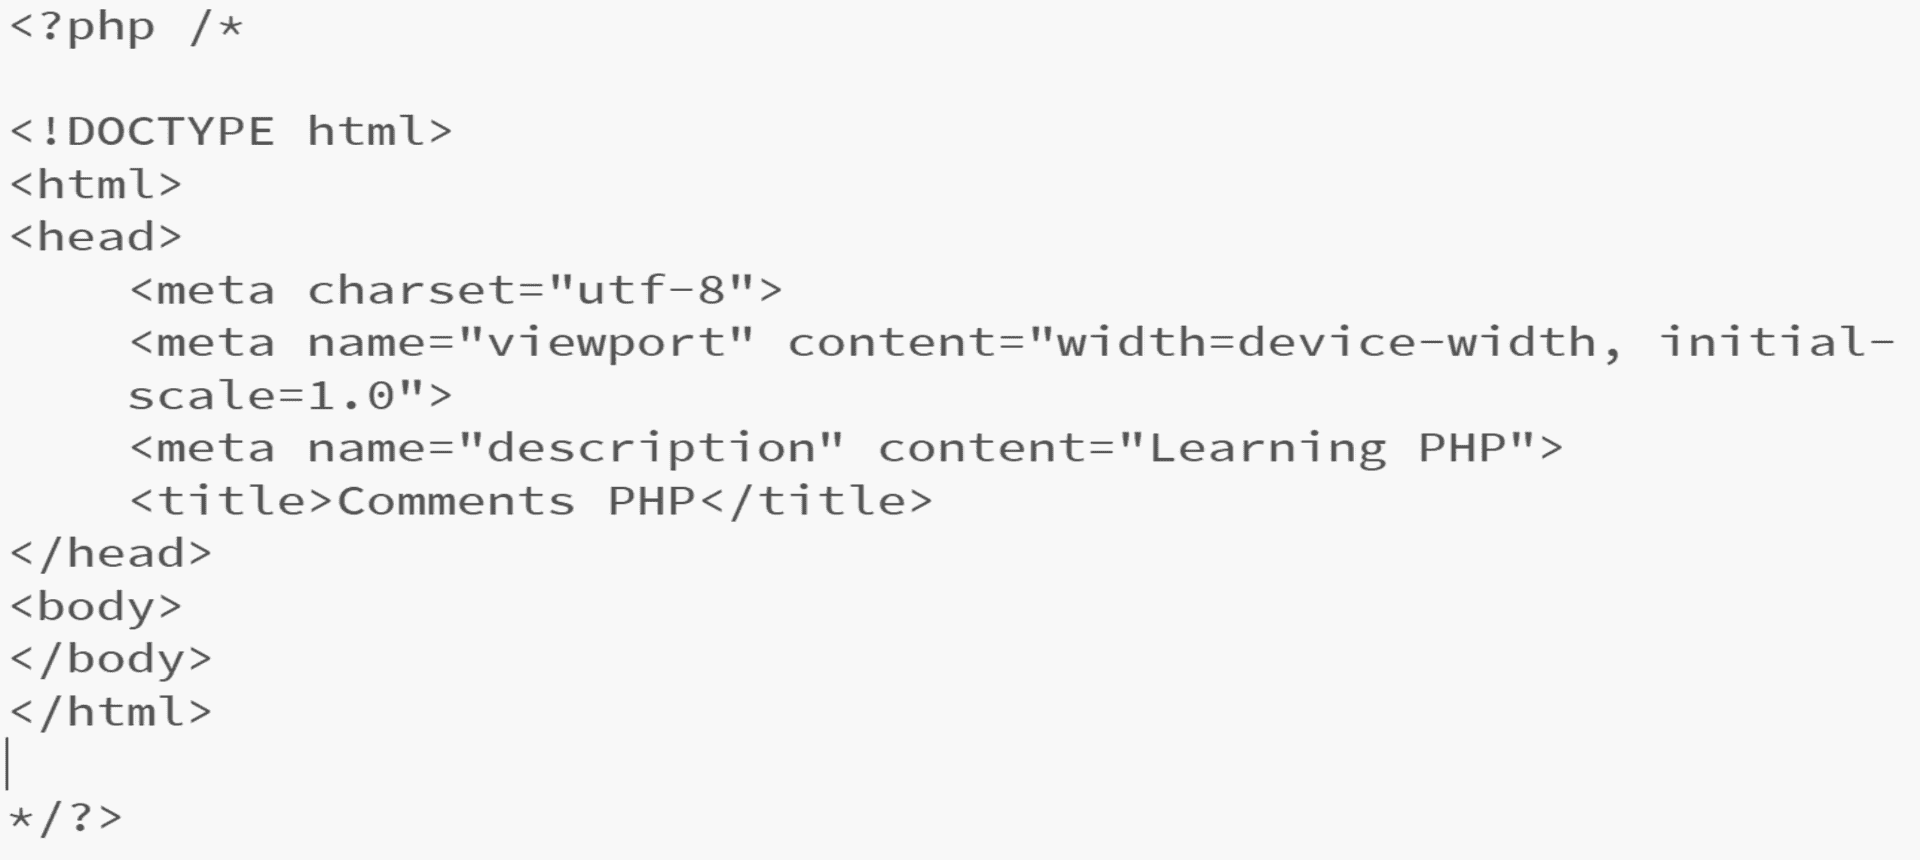 <?php /*

<!DOCTYPE html>
<html>
<head>
    <meta charset="utf-8">
    <meta name="viewport" content="width=device-width, initial-
    scale=1.0">
    <meta name="description" content="Learning PHP">
    <title>Comments PHP</title>
</head>
<body>
</body>
</html>

*/?>